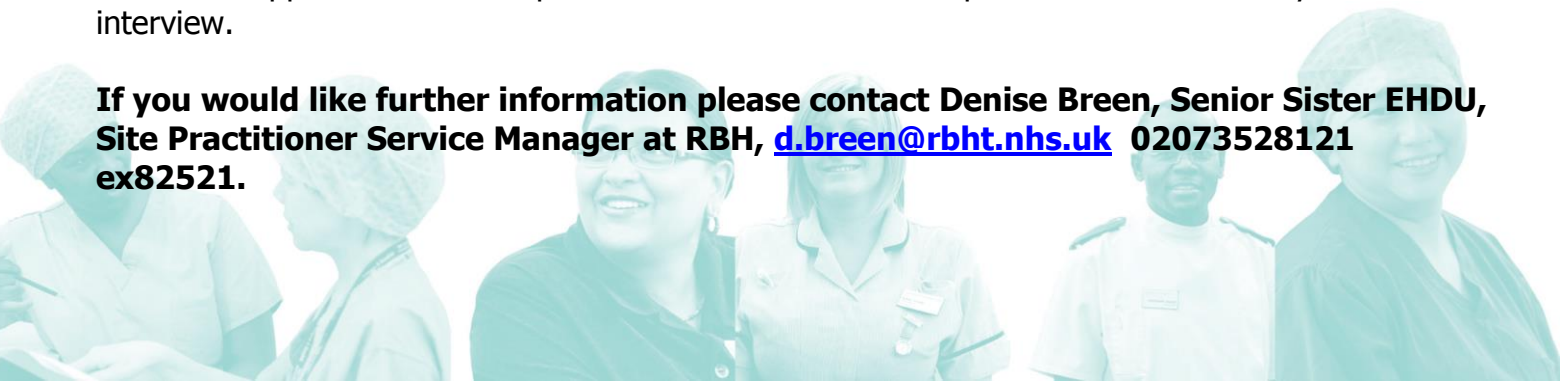 interview.
If you would like further information please contact Denise Breen, Senior Sister EHDU,
Site Practitioner Service Manager at RBH, d.breen@rbht.nhs.uk 02073528121
ex82521.